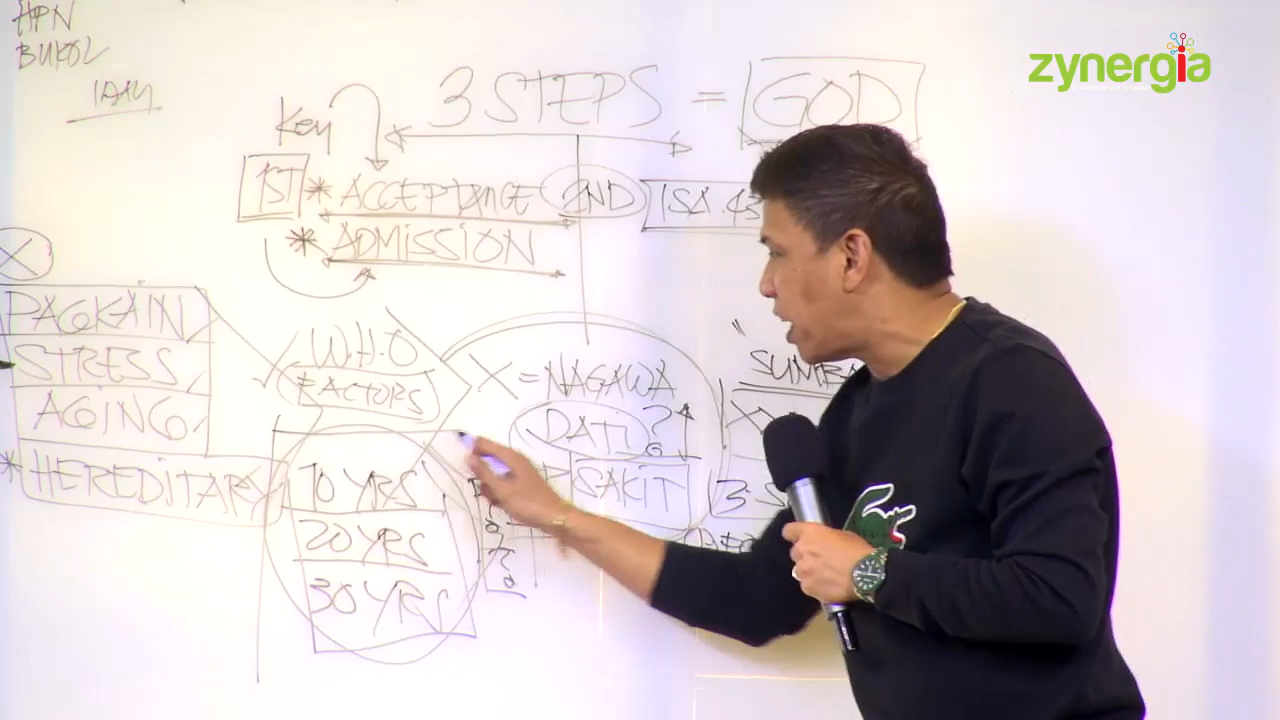 HPN
BUKOL
zynergia
3 STEPS = GOD
Key
1ST * ACCEPTANCE 2ND ISA. 43
* ADMISSION
X
PAGKAIN
STRESS
AGING
* HEREDITARY
W.H.O
FACTORS
10 YRS
20 YRS
30 YRS
X = NAGAWA
DATI?
SAKIT